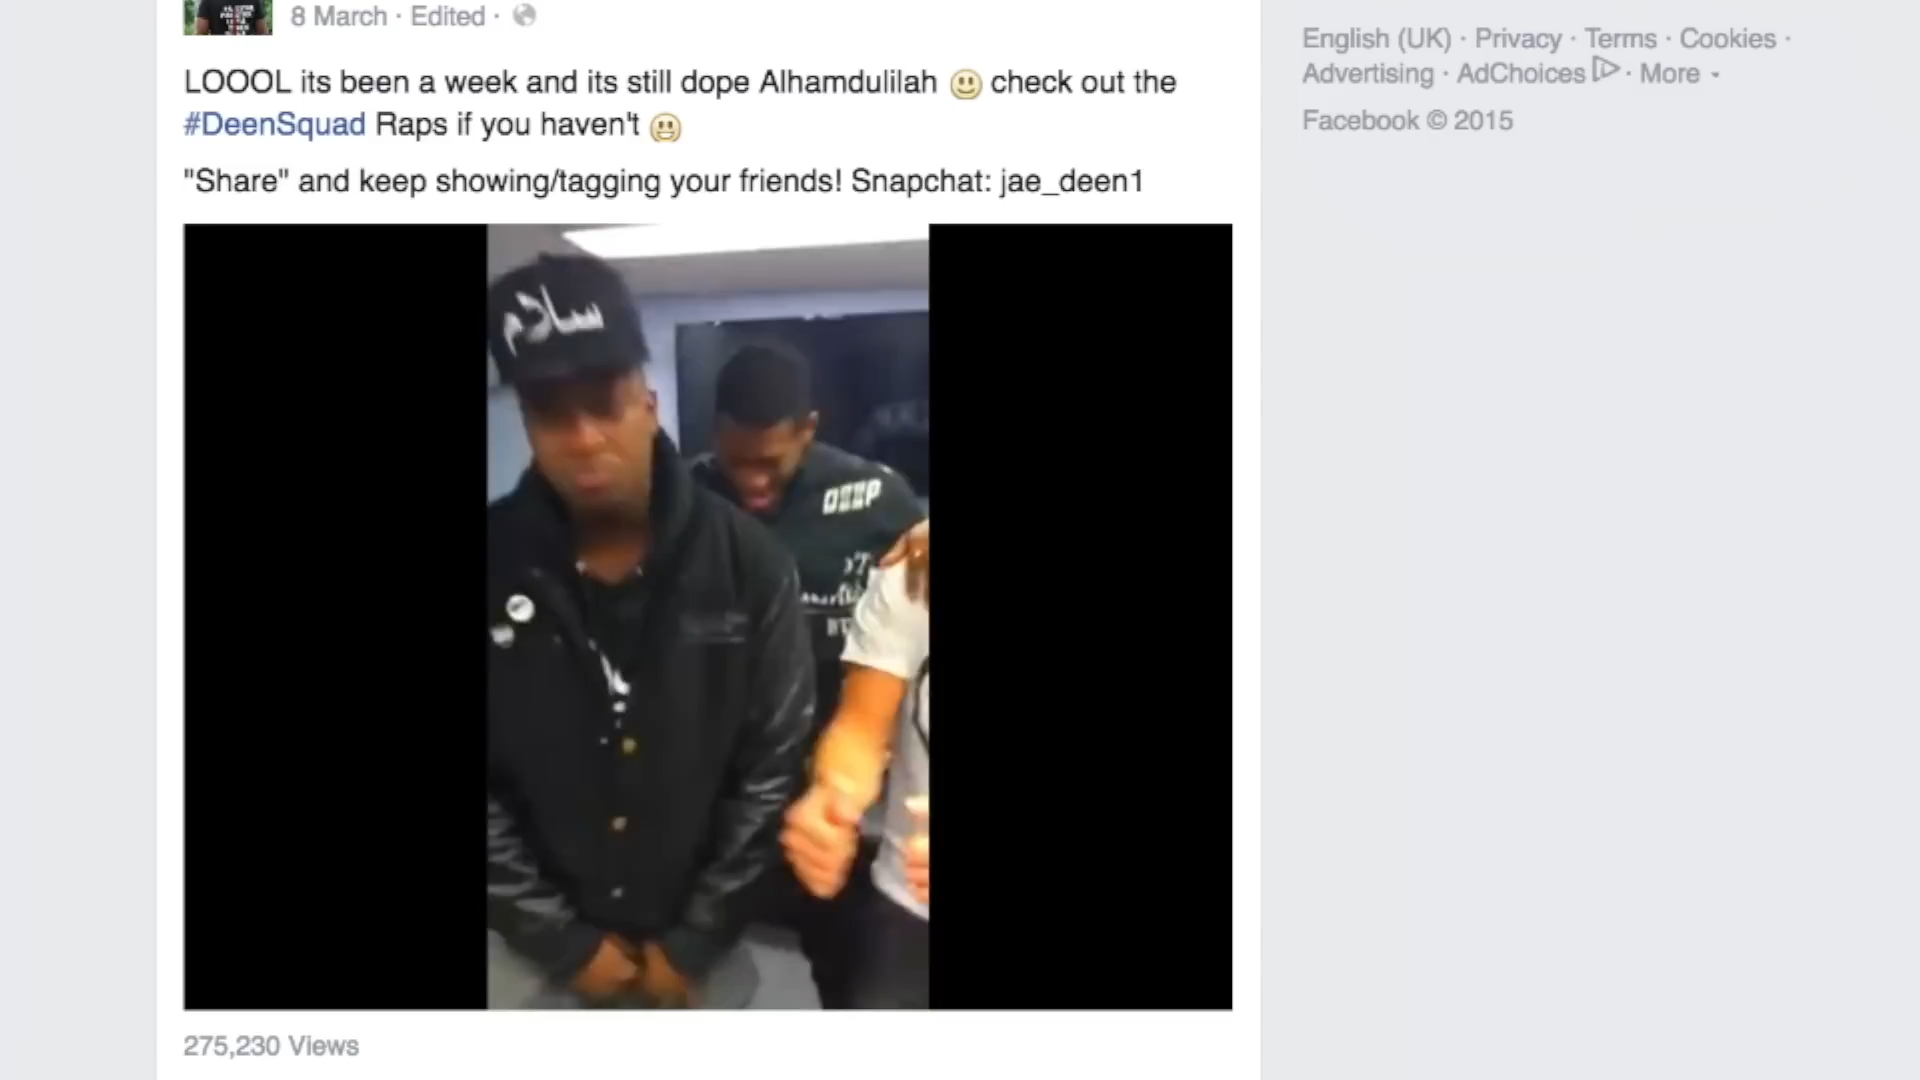 8 March · Edited ·
LOOOL its been a week and its still dope Alhamdulilah 😃 check out the
#DeenSquad Raps if you haven't 😀
"Share" and keep showing/tagging your friends! Snapchat: jae_deen1
سلام
275,230 Views
English (UK) · Privacy · Terms · Cookies ·
Advertising · AdChoices · More
Facebook © 2015